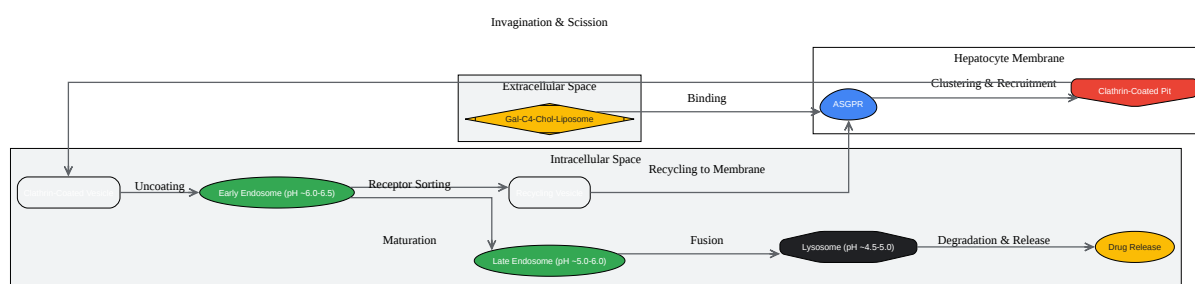 Invagination & Scission
Hepatocyte Membrane
Extracellular Space
Clustering & Recruitment
Clathrin-Coated Pit
Binding
ASGPR
Gal-C4-Chol-Liposome
Intracellular Space
Recycling to Membrane
Uncoating
Early Endosome (pH ~6.0-6.5)
Receptor Sorting
Maturation
Late Endosome (pH ~5.0-6.0)
Fusion
Lysosome (pH ~4.5-5.0)
Degradation & Release
Drug Release